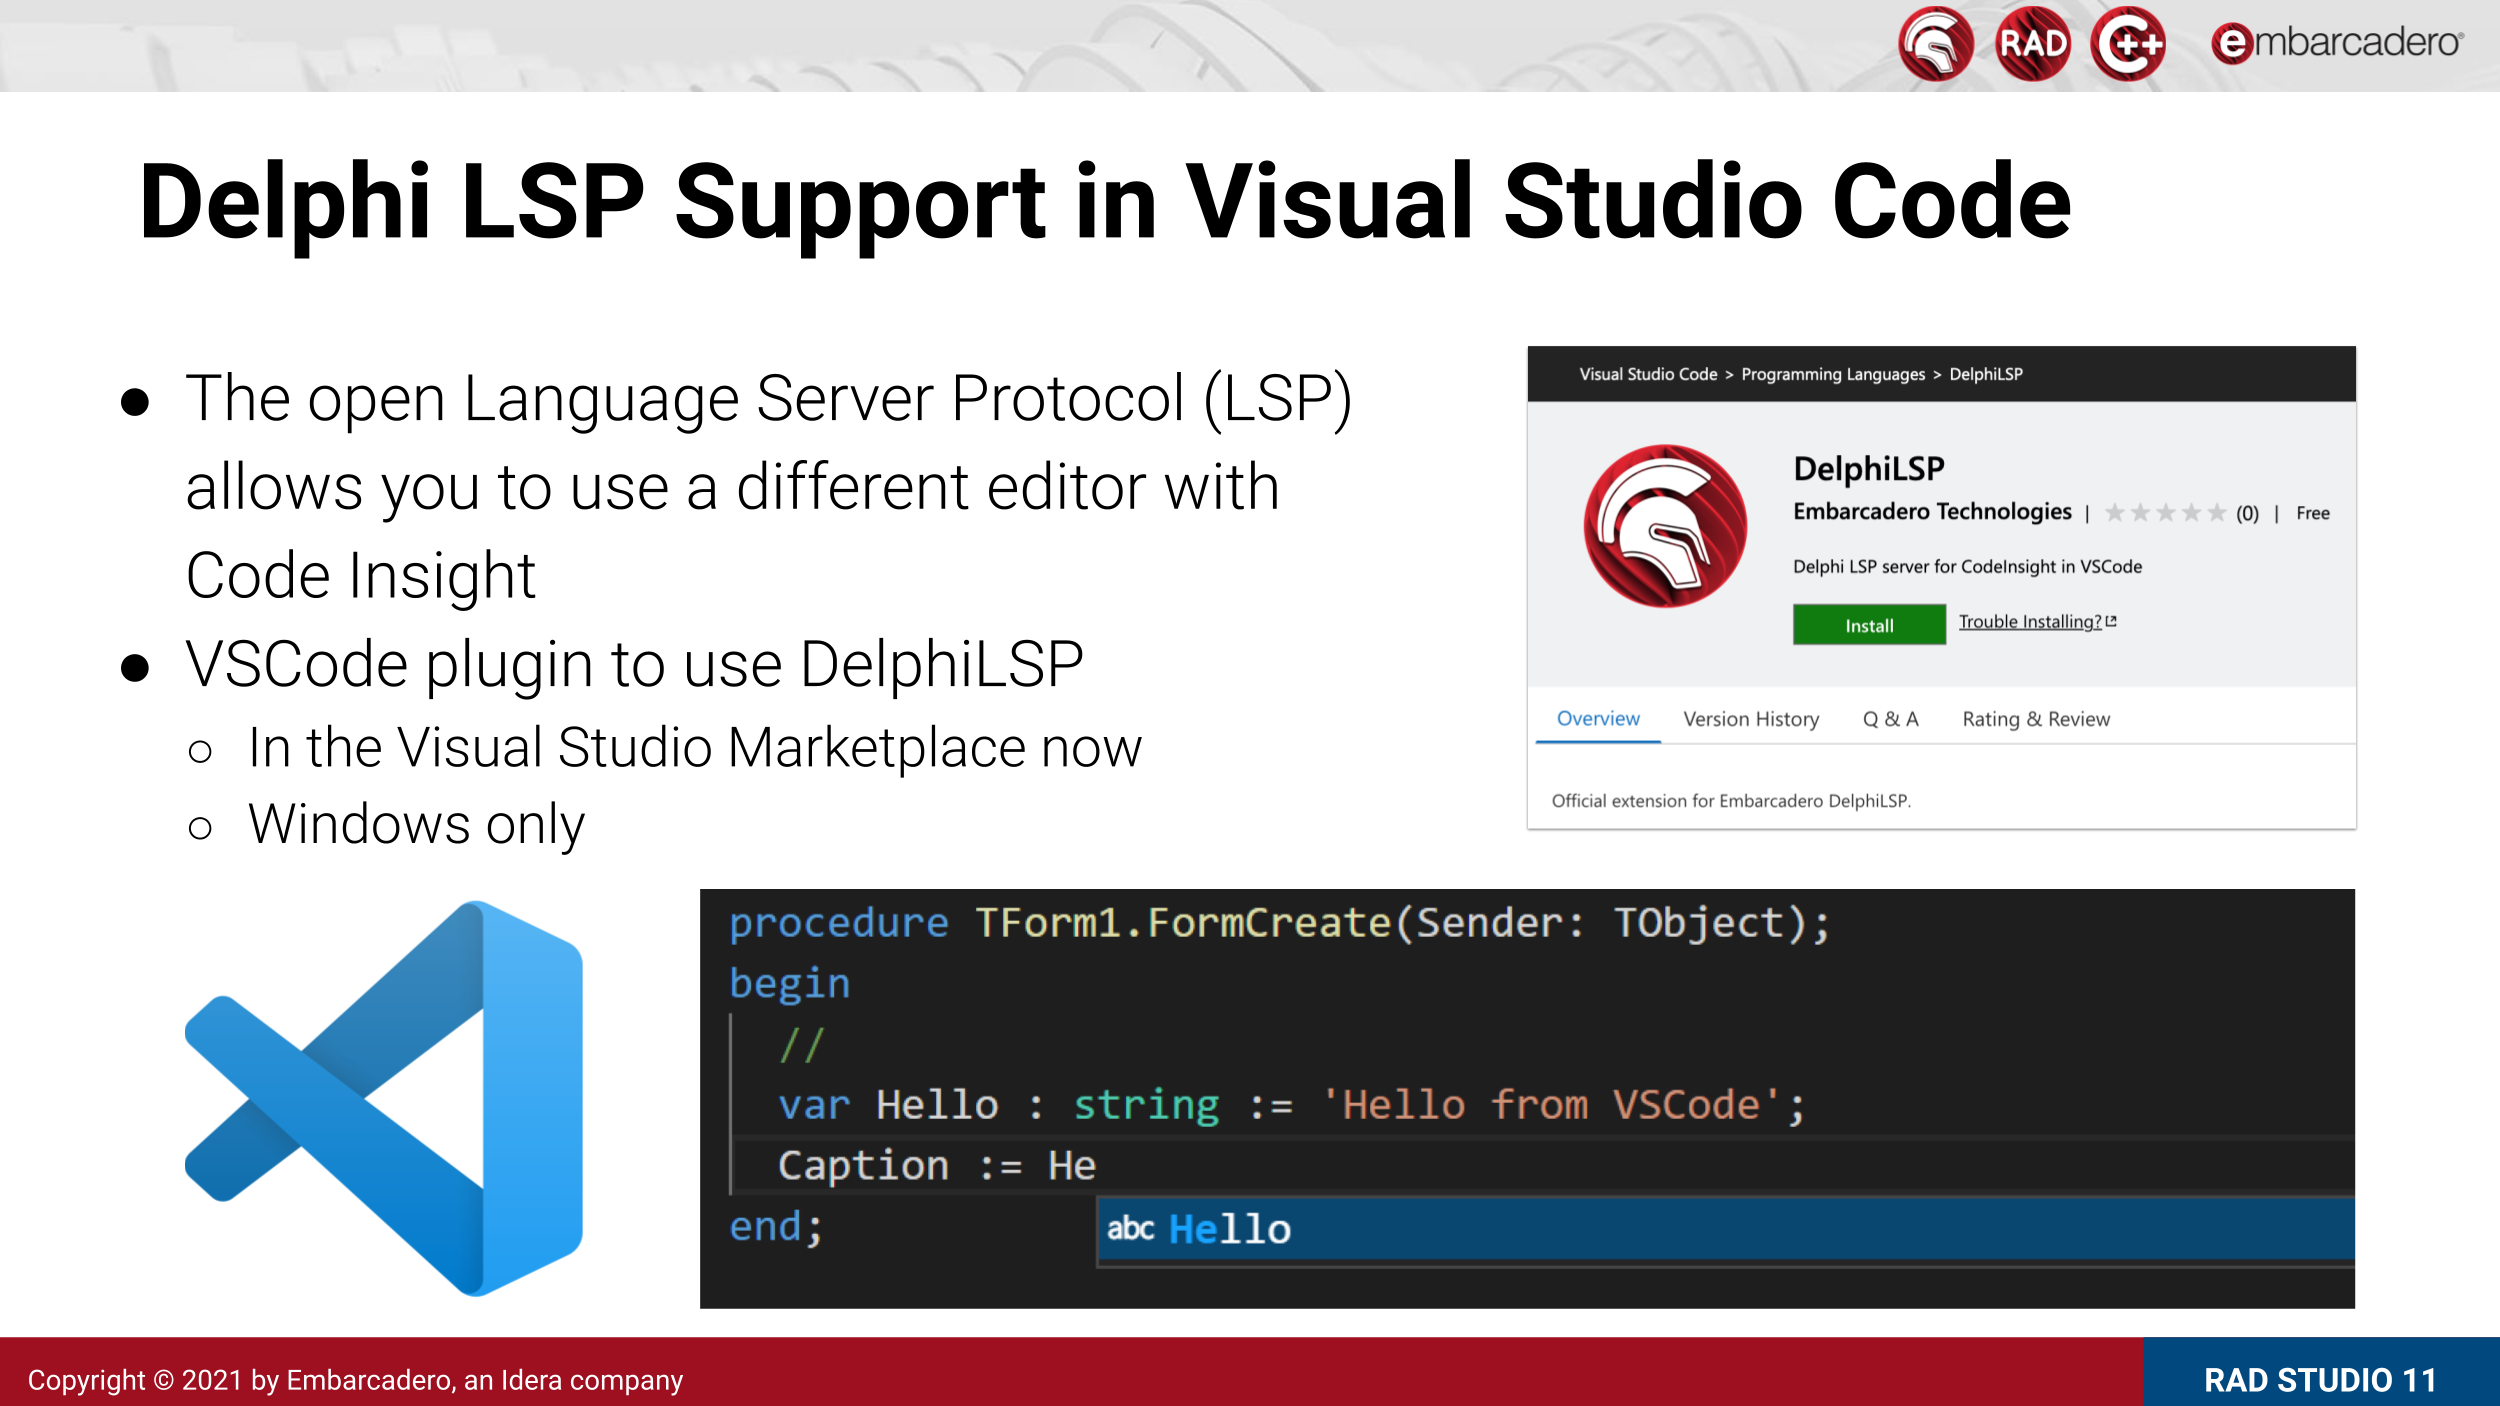 RAD
C++
embarcadero®
Delphi LSP Support in Visual Studio Code
● The open Language Server Protocol (LSP)
allows you to use a different editor with
Code Insight
● VSCode plugin to use DelphiLSP
○ In the Visual Studio Marketplace now
○ Windows only
Visual Studio Code > Programming Languages > DelphiLSP
DelphiLSP
Embarcadero Technologies | ★★★★★ (0) | Free
Delphi LSP server for CodeInsight in VSCode
Install Trouble Installing?
Overview Version History Q & A Rating & Review
Official extension for Embarcadero DelphiLSP.
procedure TForm1.FormCreate(Sender: TObject);
begin
//
var Hello : string := 'Hello from VSCode';
Caption := He
end;
abc Hello
Copyright © 2021 by Embarcadero, an Idera company
RAD STUDIO 11